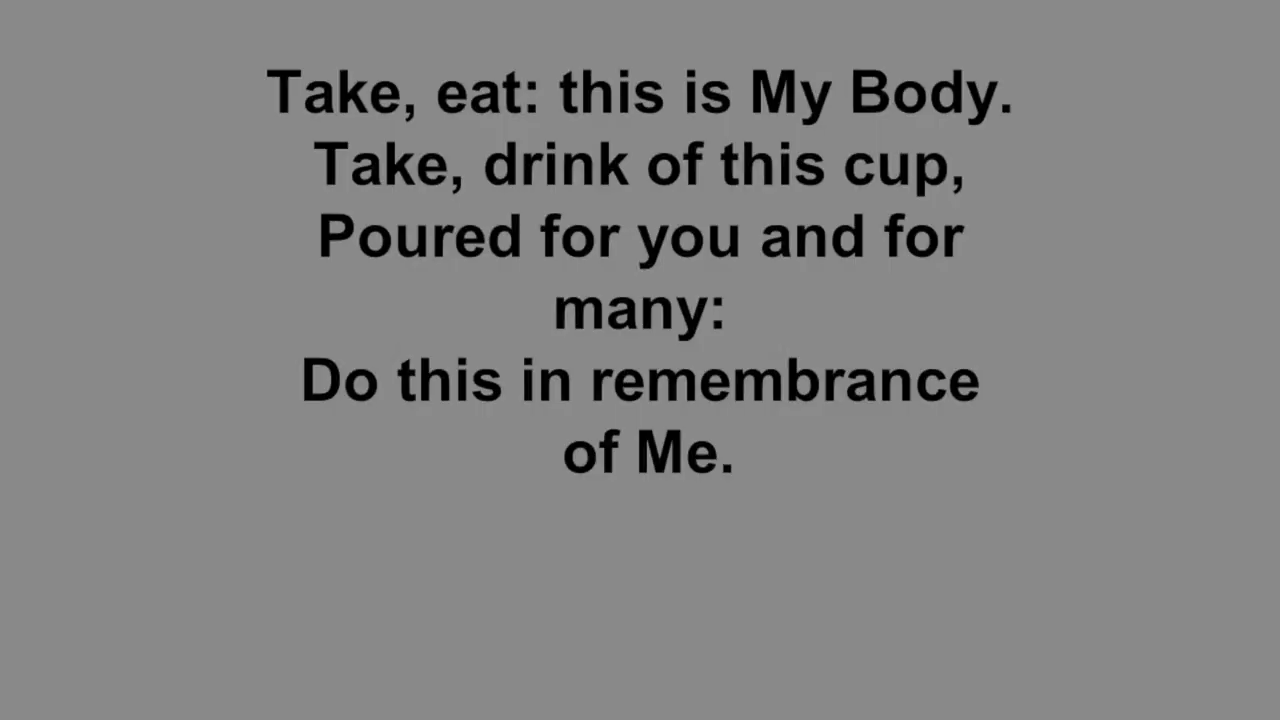 Take, eat: this is My Body.
Take, drink of this cup,
Poured for you and for
many:
Do this in remembrance
of Me.